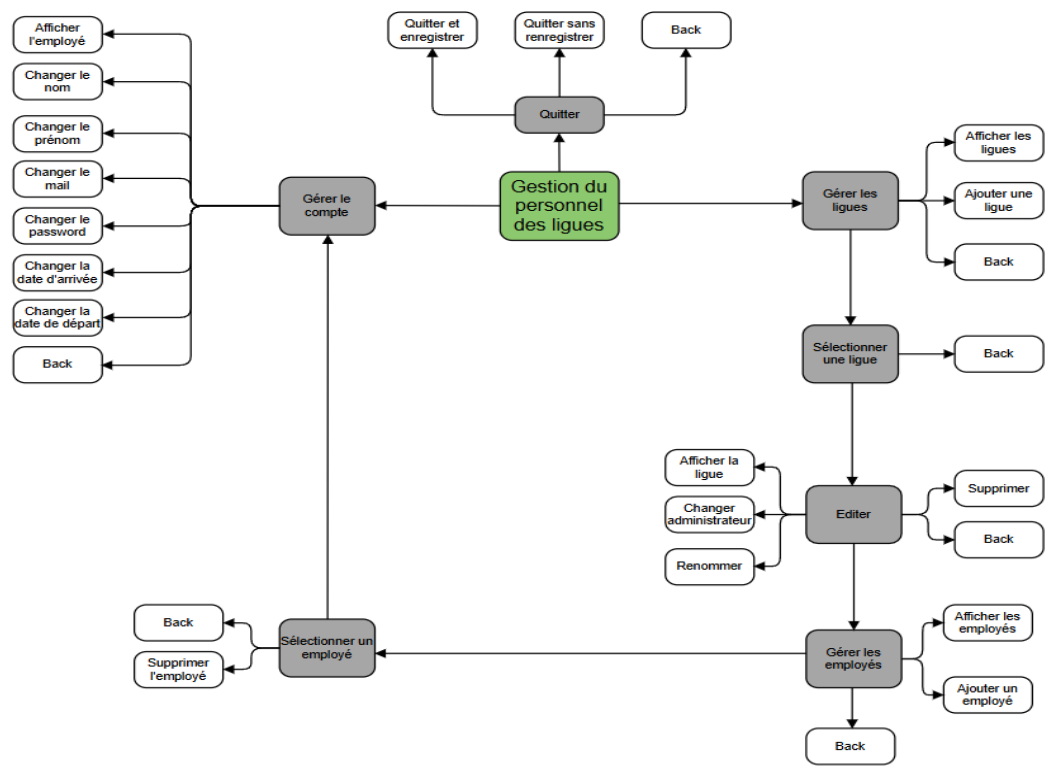 Afficher
l'employé
Changer le
nom
Changer le
prénom
Changer le
mail
Changer le
password
Changer la
date d'arrivée
Changer la
date de départ
Back
Gérer le
compte
Quitter et
enregistrer
Quitter sans
renregistrer
Back
Quitter
Gestion du
personnel
des ligues
Gérer les
ligues
Afficher les
ligues
Ajouter une
ligue
Back
Sélectionner
une ligue
Back
Afficher la
ligue
Changer
administrateur
Renommer
Editer
Supprimer
Back
Back
Supprimer
l'employé
Sélectionner un
employé
Gérer les
employés
Afficher les
employés
Ajouter un
employé
Back